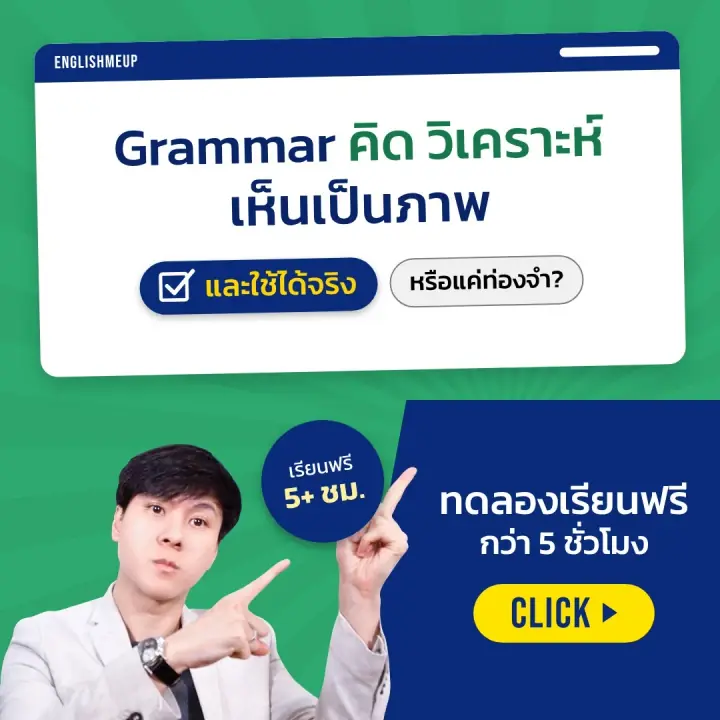 ENGLISHMEUP
Grammar คิด วิเคราะห์
เห็นเป็นภาพ
และใช้ได้จริง
หรือแค่ท่องจำ?
เรียนฟรี
5+ ชม.
ทดลองเรียนฟรี
กว่า 5 ชั่วโมง
CLICK